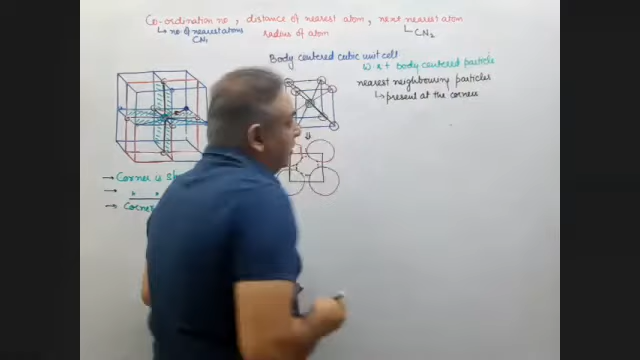 Co-ordination no, distance of nearest atom, next nearest atom
↳ no of nearest atoms
CN₁
radius of atom
↳ CN₂
Body centered cubic unit cell
w.r.t body centered particle
nearest neighbouring particles
↳ present at the corner
→ Corner is
→
→ Corner